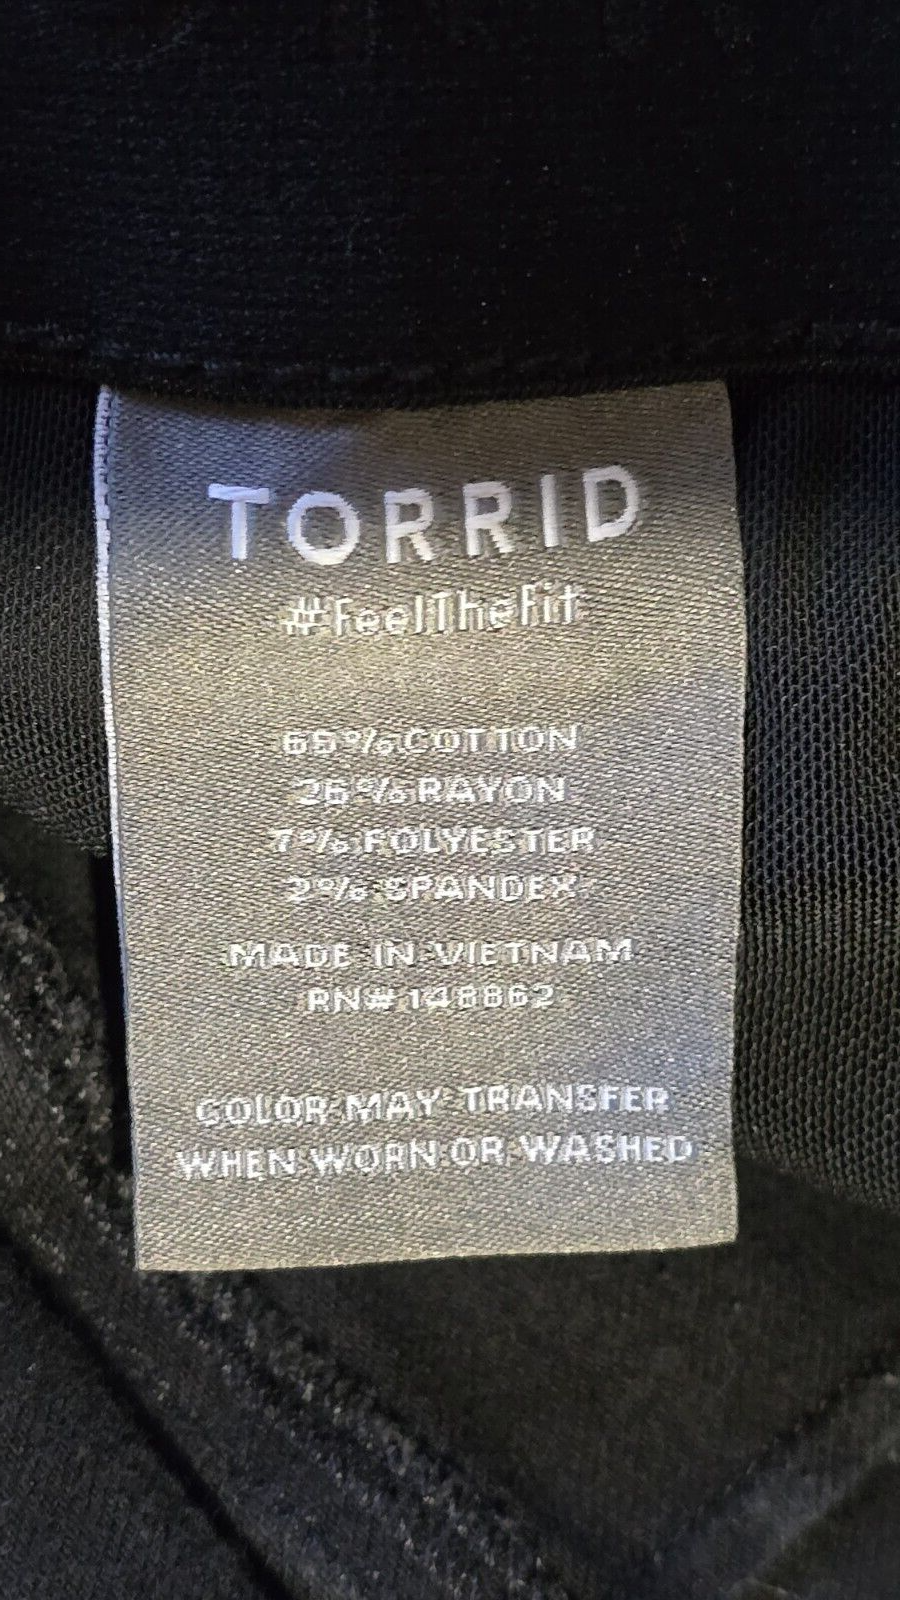 TORRID
#FeelTheFit
65%COTTON
26%RAYON
7%POLYESTER
2%SPANDEX
MADE IN VIETNAM
RN#148862
COLOR MAY TRANSFER
WHEN WORN OR WASHED